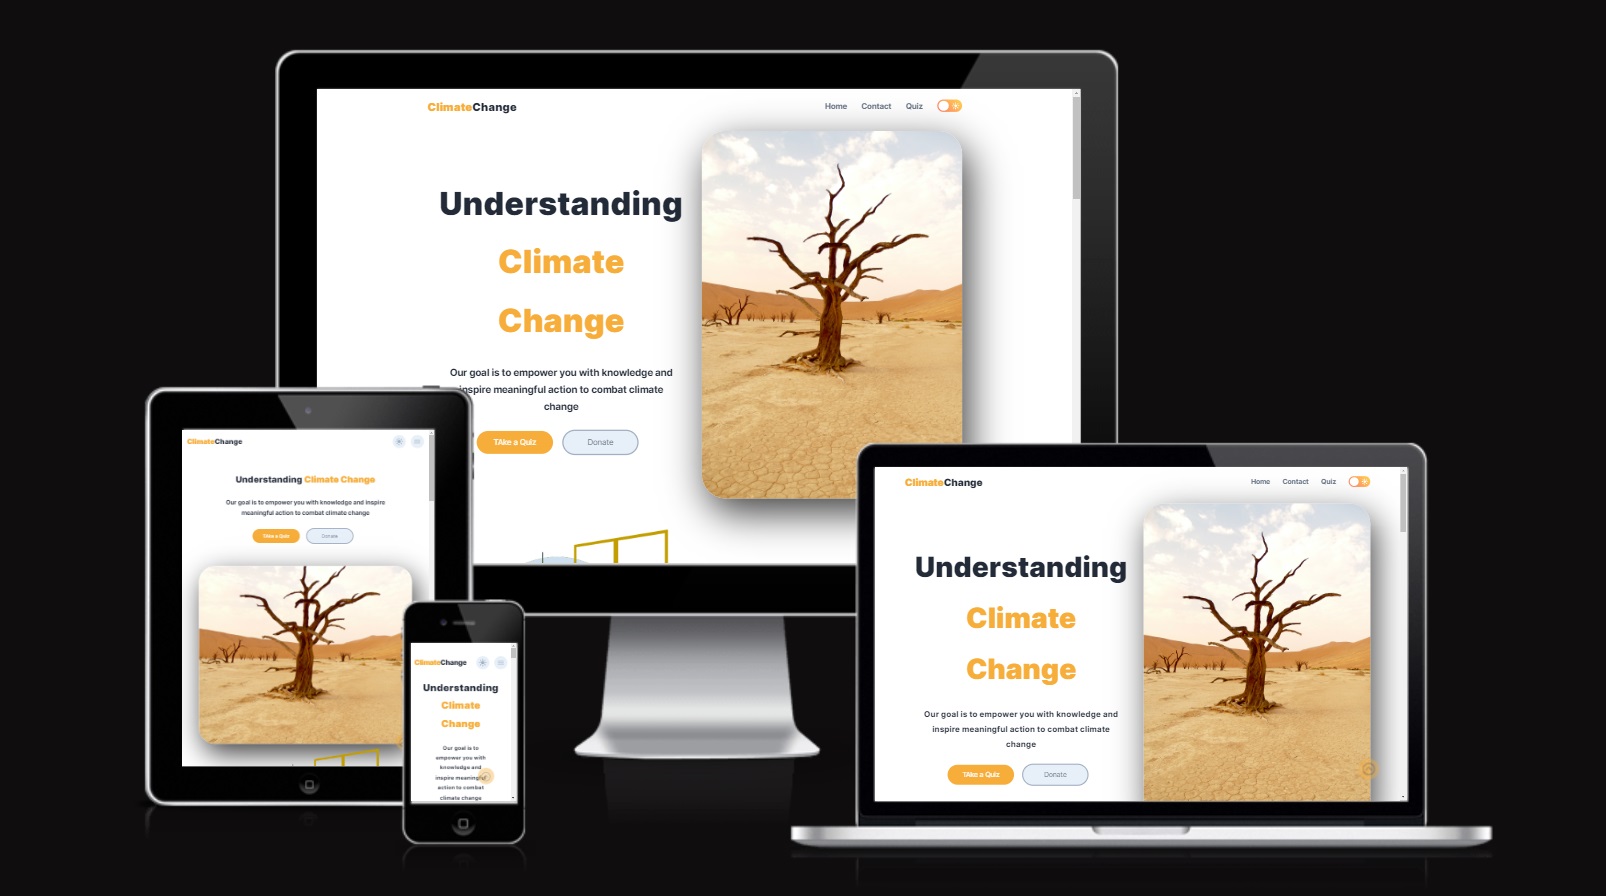 ClimateChange
Home Contact Quiz
Understanding
Climate
Change
Our goal is to empower you with knowledge and
inspire meaningful action to combat climate
change
TAke a Quiz Donate
ClimateChange
Understanding Climate Change
Our goal is to empower you with knowledge and inspire
meaningful action to combat climate change
TAke a Quiz Donate
ClimateChange
Understanding
Climate
Change
Our goal is to
empower you with
knowledge and
inspire meaningful
action to combat
climate change
ClimateChange
Home Contact Quiz
Understanding
Climate
Change
Our goal is to empower you with knowledge and
inspire meaningful action to combat climate
change
TAke a Quiz Donate